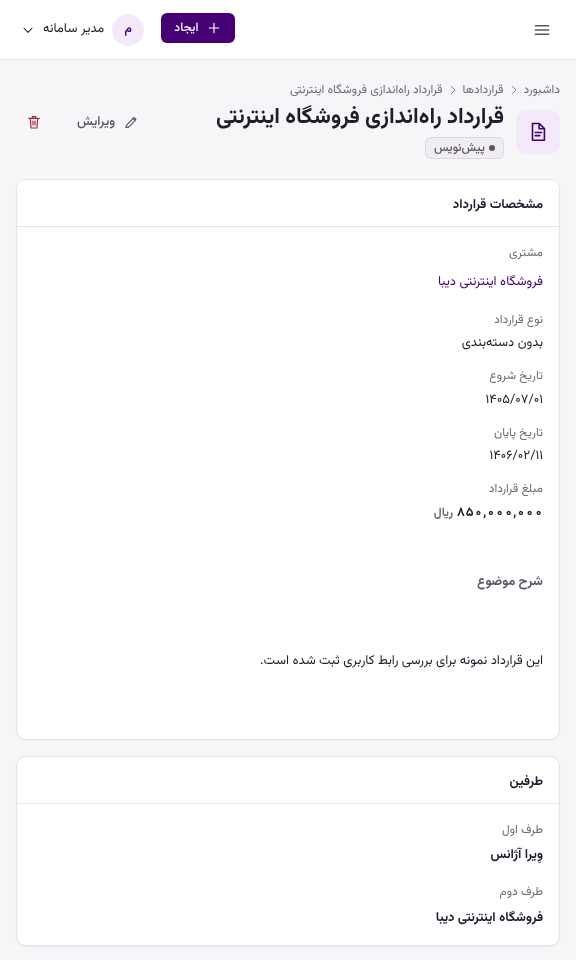 ایجاد
م
مدیر سامانه
داشبورد
قراردادها
قرارداد راه‌اندازی فروشگاه اینترنتی
قرارداد راه‌اندازی فروشگاه اینترنتی
پیش‌نویس
ویرایش
مشخصات قرارداد
مشتری
فروشگاه اینترنتی دیبا
نوع قرارداد
بدون دسته‌بندی
تاریخ شروع
۱۴۰۵/۰۷/۰۱
تاریخ پایان
۱۴۰۶/۰۲/۱۱
مبلغ قرارداد
۸۵۰,۰۰۰,۰۰۰ ریال
شرح موضوع
این قرارداد نمونه برای بررسی رابط کاربری ثبت شده است.
طرفین
طرف اول
وِیرا آژانس
طرف دوم
فروشگاه اینترنتی دیبا